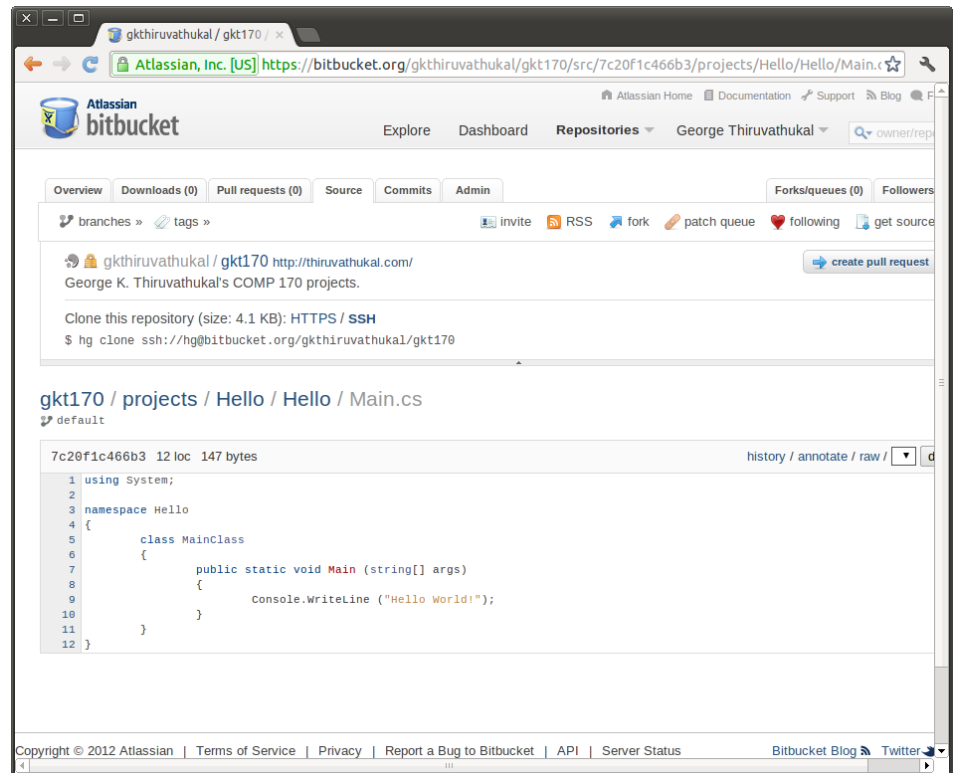 gkthiruvathukal / gkt170 /
Atlassian, Inc. [US] https://bitbucket.org/gkthiruvathukal/gkt170/src/7c20f1c466b3/projects/Hello/Hello/Main.c
Atlassian Home Documentation Support Blog F
Atlassian
bitbucket
Explore Dashboard Repositories George Thiruvathukal owner/repo
Overview Downloads (0) Pull requests (0) Source Commits Admin Forks/queues (0) Followers
branches » tags » invite RSS fork patch queue following get source
gkthiruvathukal / gkt170 http://thiruvathukal.com/
create pull request
George K. Thiruvathukal's COMP 170 projects.
Clone this repository (size: 4.1 KB): HTTPS / SSH
$ hg clone ssh://hg@bitbucket.org/gkthiruvathukal/gkt170
gkt170 / projects / Hello / Hello / Main.cs
default
7c20f1c466b3 12 loc 147 bytes history / annotate / raw / d
1 using System;
2
3 namespace Hello
4 {
5 class MainClass
6 {
7 public static void Main (string[] args)
8 {
9 Console.WriteLine ("Hello World!");
10 }
11 }
12 }
Copyright © 2012 Atlassian | Terms of Service | Privacy | Report a Bug to Bitbucket | API | Server Status Bitbucket Blog Twitter